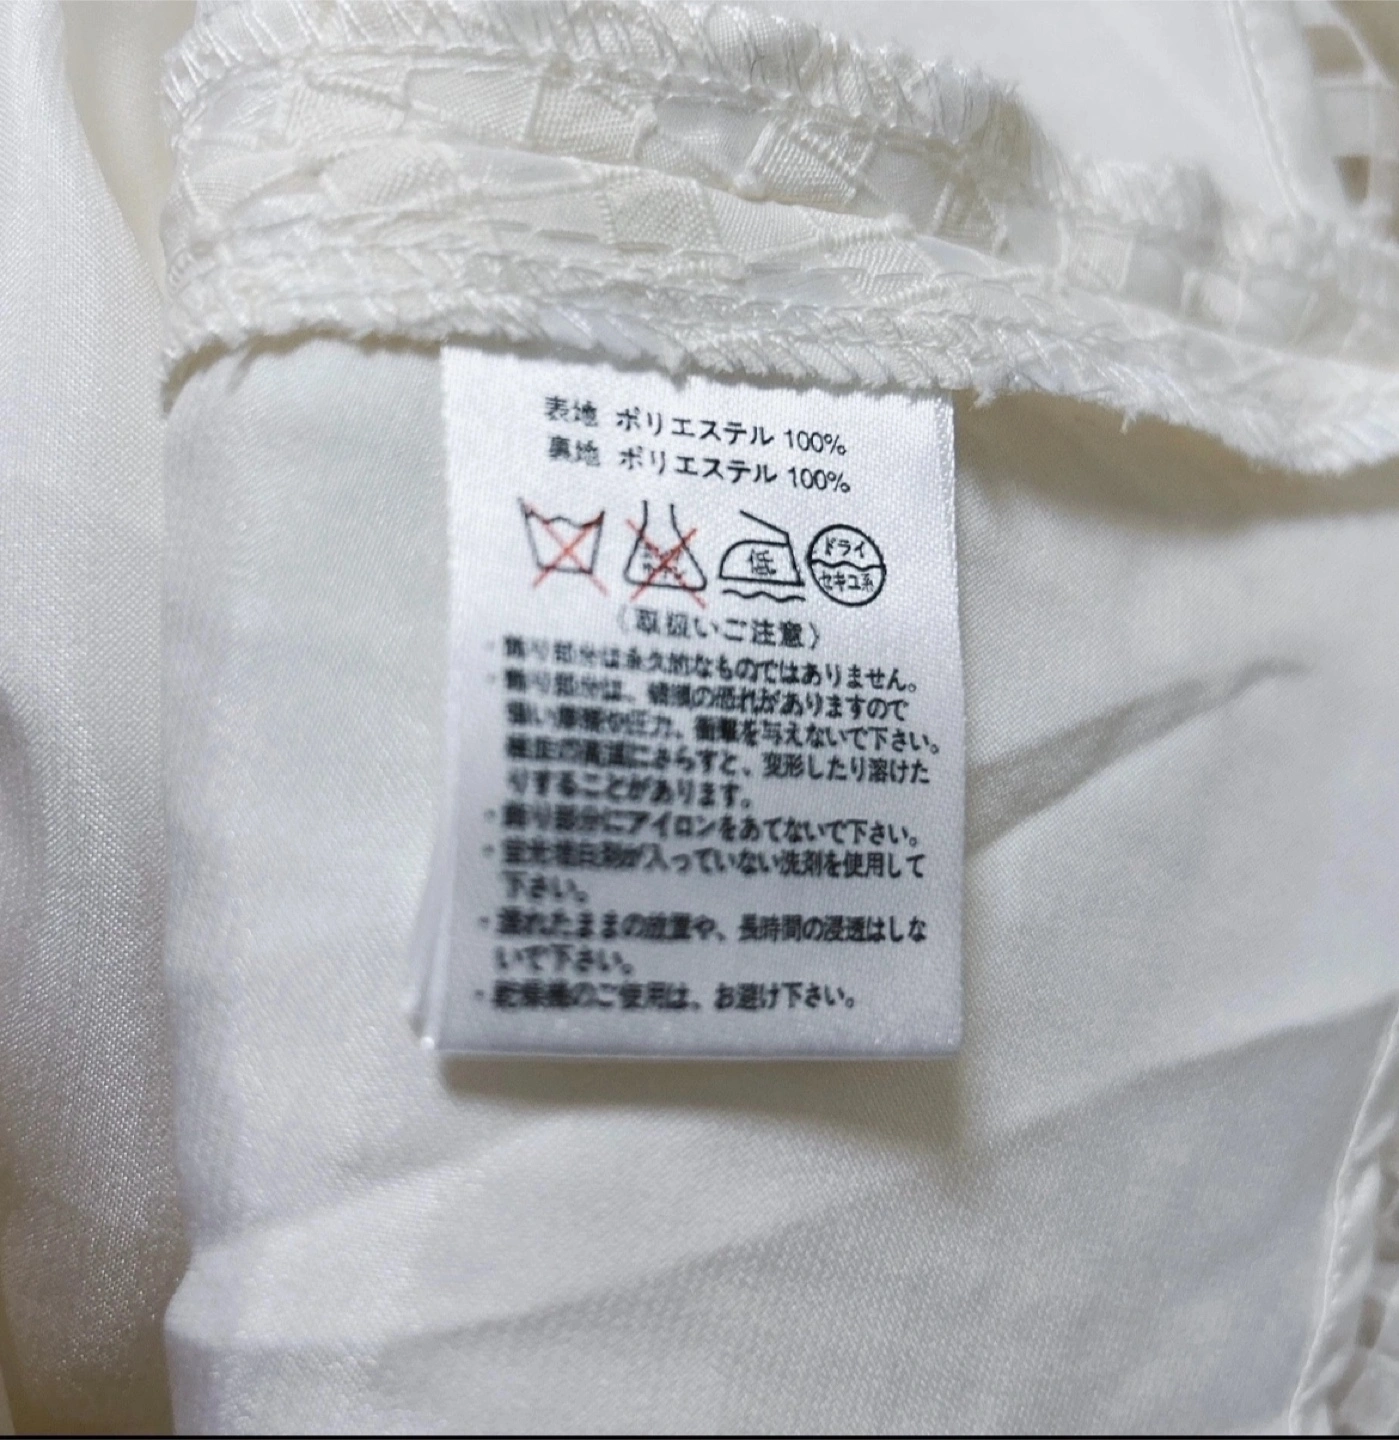 表地 ポリエステル 100%
裏地 ポリエステル 100%
低
ドライ
セキユ系
〈取扱いご注意〉
・飾り部分は永久的なものではありません。
・飾り部分は、破損の恐れがありますので
強い摩擦や圧力、衝撃を与えないで下さい。
極度の高温にさらすと、変形したり溶けた
りすることがあります。
・飾り部分にアイロンをあてないで下さい。
・蛍光増白剤が入っていない洗剤を使用して
下さい。
・濡れたままの放置や、長時間の浸透はしな
いで下さい。
・乾燥機のご使用は、お避け下さい。